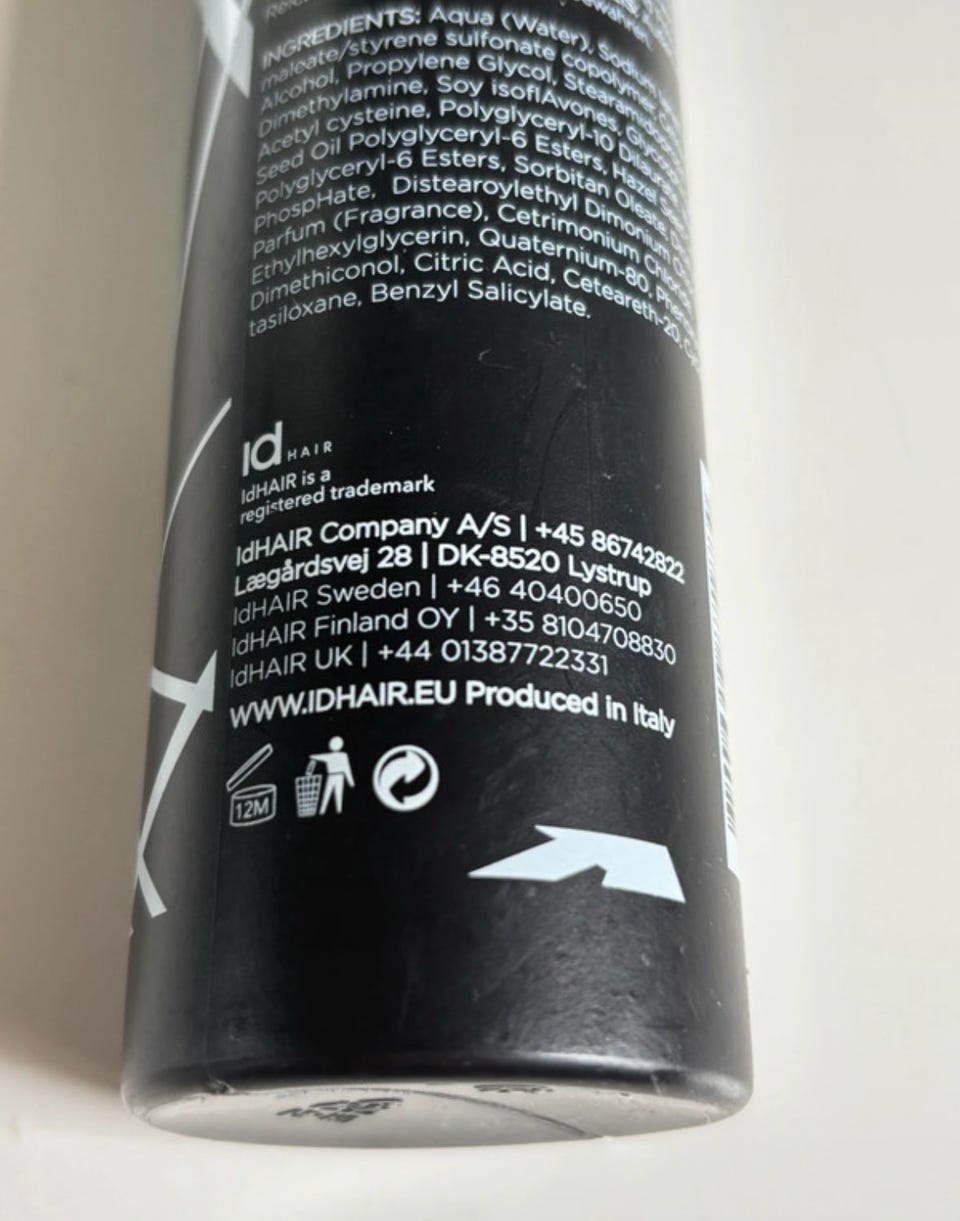 INGREDIENTS: Aqua (Water), Sodium
maleate/styrene sulfonate copolymer,
Alcohol, Propylene Glycol,
Dimethylamine, Soy isoflAvones,
Acetyl cysteine, Polyglyceryl-10
Seed Oil Polyglyceryl-6 Esters, Hazel
Polyglyceryl-6 Esters, Sorbitan Oleate
PhospHate, Distearoylethyl Dimonium
Parfum (Fragrance), Cetrimonium
Ethylhexylglycerin, Quaternium-80,
Dimethiconol, Citric Acid, Ceteareth-20,
tasiloxane, Benzyl Salicylate.
Id HAIR
IdHAIR is a
registered trademark
IdHAIR Company A/S | +45 86742822
Lægårdsvej 28 | DK-8520 Lystrup
IdHAIR Sweden | +46 40400650
IdHAIR Finland OY | +35 8104708830
IdHAIR UK | +44 01387722331
WWW.IDHAIR.EU Produced in Italy
12M